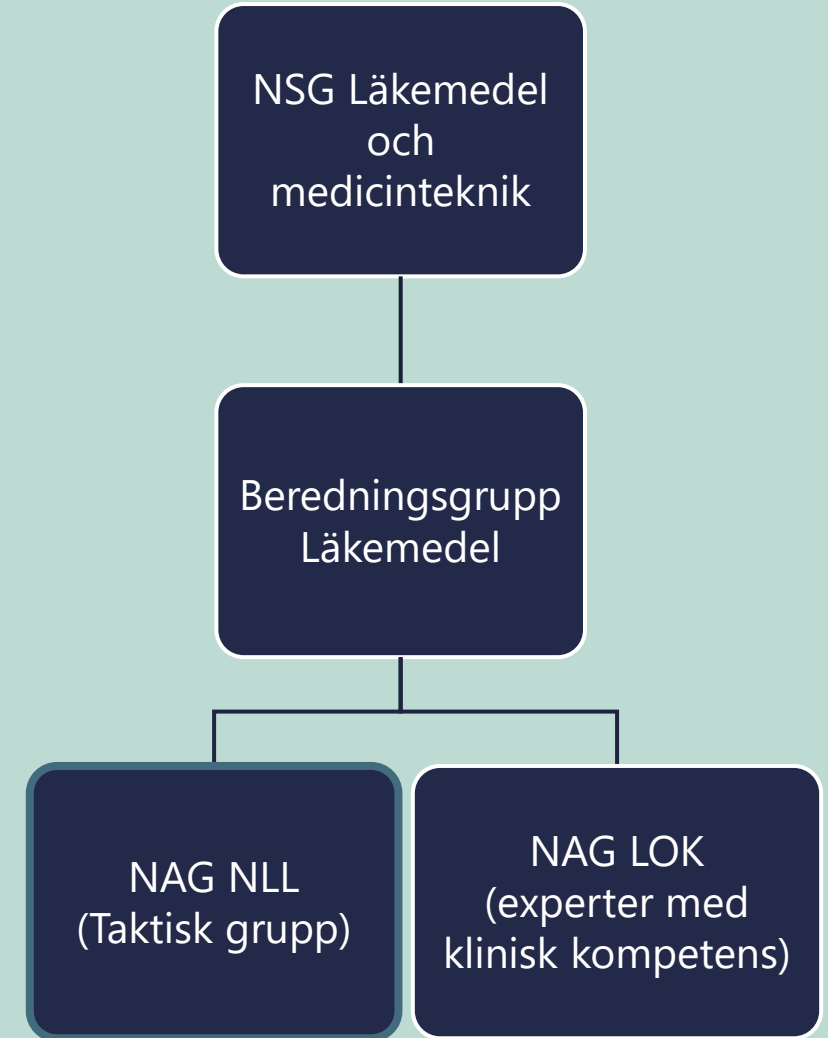 NSG Läkemedel
och
medicinteknik
Beredningsgrupp
Läkemedel
NAG NLL
(Taktisk grupp)
NAG LOK
(experter med
klinisk kompetens)